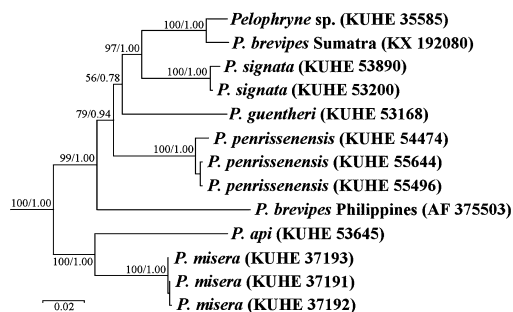 Pelophryne sp. (KUHE 35585)
100/1.00
P. brevipes Sumatra (KX 192080)
97/1.00
P. signata (KUHE 53890)
100/1.00
56/0.78
P. signata (KUHE 53200)
P. guentheri (KUHE 53168)
79/0.94
P. penrissenensis (KUHE 54474)
100/1.00
P. penrissenensis (KUHE 55644)
99/1.00
P. penrissenensis (KUHE 55496)
100/1.00
P. brevipes Philippines (AF 375503)
P. api (KUHE 53645)
100/1.00
P. misera (KUHE 37193)
100/1.00
P. misera (KUHE 37191)
P. misera (KUHE 37192)
0.02